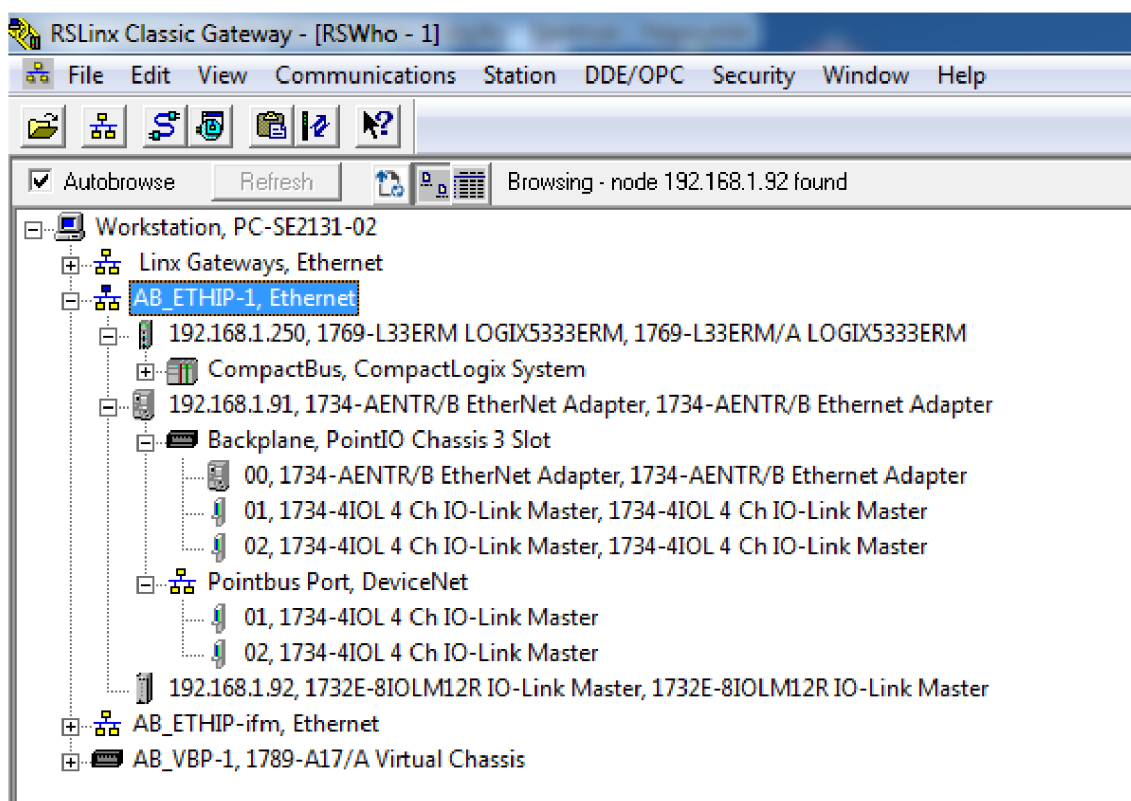 RSLinx Classic Gateway - [RSWho - 1]
File Edit View Communications Station DDE/OPC Security Window Help
Autobrowse Refresh Browsing - node 192.168.1.92 found
Workstation, PC-SE2131-02
Linx Gateways, Ethernet
AB_ETHIP-1, Ethernet
192.168.1.250, 1769-L33ERM LOGIX5333ERM, 1769-L33ERM/A LOGIX5333ERM
CompactBus, CompactLogix System
192.168.1.91, 1734-AENTR/B EtherNet Adapter, 1734-AENTR/B Ethernet Adapter
Backplane, PointIO Chassis 3 Slot
00, 1734-AENTR/B EtherNet Adapter, 1734-AENTR/B Ethernet Adapter
01, 1734-4IOL 4 Ch IO-Link Master, 1734-4IOL 4 Ch IO-Link Master
02, 1734-4IOL 4 Ch IO-Link Master, 1734-4IOL 4 Ch IO-Link Master
Pointbus Port, DeviceNet
01, 1734-4IOL 4 Ch IO-Link Master
02, 1734-4IOL 4 Ch IO-Link Master
192.168.1.92, 1732E-8IOLM12R IO-Link Master, 1732E-8IOLM12R IO-Link Master
AB_ETHIP-ifm, Ethernet
AB_VBP-1, 1789-A17/A Virtual Chassis